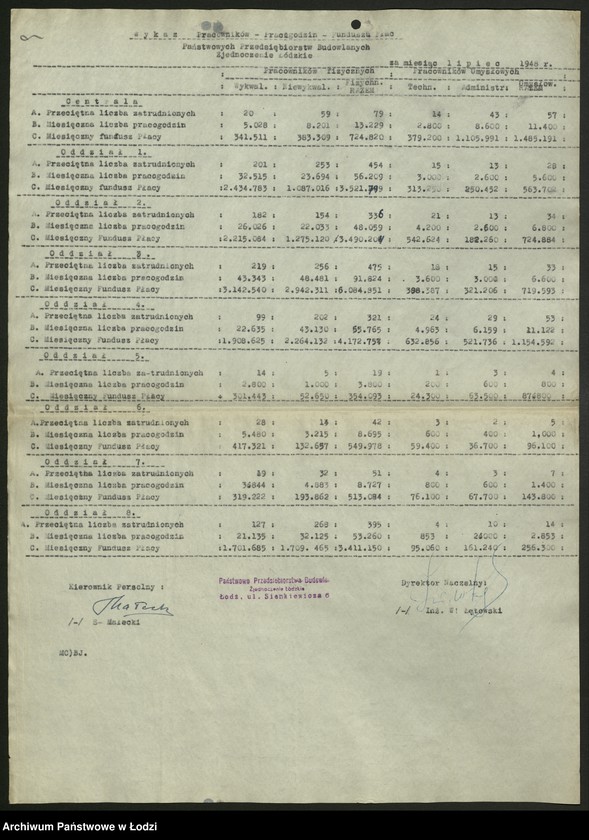 Wykaz Pracowników - Pracogodzin - Funduszu Płac
Państwowych Przedsiębiorstw Budowlanych
Zjednoczenie Łódzkie
za miesiąc lipiec 1948 r.
: Pracowników Fizycznych : Pracowników Umysłowych :
: Wykwal. : Niewykwal. : Fizyczn. RAZEM : Techn. : Administr: Umysłow. RAZEM :
Centrala
A. Przeciętna liczba zatrudnionych : 20 59 : 79 : 14 : 43 : 57 :
B. Miesięczna liczba pracogodzin : 5.028 : 8.201 : 13.229 : 2.800 : 8.600 : 11.400 :
C. Miesięczny fundusz Płacy : 341.511 : 383.309 : 724.820 : 379.200 : 1.105.991 : 1.485.191 :
Oddział 1.
A. Przeciętna liczba zatrudnionych : 201 : 253 : 454 : 15 : 13 : 28 :
B. Miesięczna liczba pracogodzin : 32.515 : 23.694 : 56.209 : 3.000 : 2.600 : 5.600 :
C. Miesięczny fundusz Płacy : 2.434.783 : 1.087.016 : 3.521.799 : 313.250 : 250.452 : 563.702 :
Oddział 2.
A. Przeciętna liczba zatrudnionych : 182 : 154 : 336 : 21 : 13 : 34 :
B. Miesięczna liczba pracogodzin : 26.026 : 22.033 : 48.059 : 4.200 : 2.600 : 6.800 :
C. Miesięczny Fundusz Płacy : 2.215.084 : 1.275.120 : 3.490.204 : 542.624 : 182.260 : 724.884 :
Oddział 3.
A. Przeciętna liczba zatrudnionych : 219 : 256 : 475 : 18 : 15 : 33 :
B. Miesięczna liczba pracogodzin : 43.343 : 48.481 : 91.824 : 3.600 : 3.000 : 6.600 :
C. Miesięczny Fundusz Płacy : 3.142.540 : 2.942.311 : 6.084.851 : 398.387 : 321.206 : 719.593 :
Oddział 4.
A. Przeciętna liczba zatrudnionych : 99 : 202 : 321 : 24 : 29 : 53 :
B. Miesięczna liczba pracogodzin : 22.635 : 43.130 : 65.765 : 4.963 : 6.159 : 11.122 :
C. Miesięczny Fundusz Płacy : 1.908.625 : 2.264.132 : 4.172.757 : 632.856 : 521.736 : 1.154.592 :
Oddział 5.
A. Przeciętna liczba za-trudnionych : 14 : 5 : 19 : 1 : 3 : 4 :
B. Miesięczna liczba pracogodzin : 2.800 : 1.000 : 3.800 : 200 : 600 : 800 :
C. Miesięczny Fundusz Płacy : 301.443 : 52.650 : 354.093 : 24.300 : 63.500 : 874800 :
Oddział 6.
A.Przeciętna liczba zatrudnionych : 28 : 14 : 42 : 3 : 2 : 5 :
B. Miesięczna liczba pracogodzin : 5.480 : 3.215 : 8.695 : 600 : 400 : 1,000 :
C. Miesięczny Fundusz Płacy : 417.321 : 132.657 : 549.978 : 59.400 : 36.700 : 96.100 :
Oddział 7.
A. Przeciętna liczba zatrudnionych : 19 : 32 : 51 : 4 : 3 : 7 :
B. Miesięczna liczba pracogodzin : 34844 : 4.883 : 8.727 : 800 : 600 : 1.400 :
C. Miesięczny Fundusz Płacy : 319.222 : 193.862 : 513.084 : 76.100 : 67.700 : 143.800 :
Oddział 8.
A. Przeciętna liczba zatrudnionych : 127 : 268 : 395 : 4 : 10 : 14 :
B. Miesięczna liczba pracogodzin : 21.135 : 32.125 : 53.260 : 853 : 24000 : 2.853 :
C. Miesięczny Fundusz Płacy : 1.701.685 : 1.709. 465 : 3.411.150 : 95.060 : 161.240 : 256.300 :
Kierownik Personlny :
Państwowe Przedsiębiorstwo Budowlane
Zjednoczenie Łódzkie
Łodz, ul. Sienkiewicza 6
Dyrektor Naczelny:
/-/ S- Małecki
/-/ Inż. W. Łętowski
MC)BJ.
Archiwum Państwowe w Łodzi